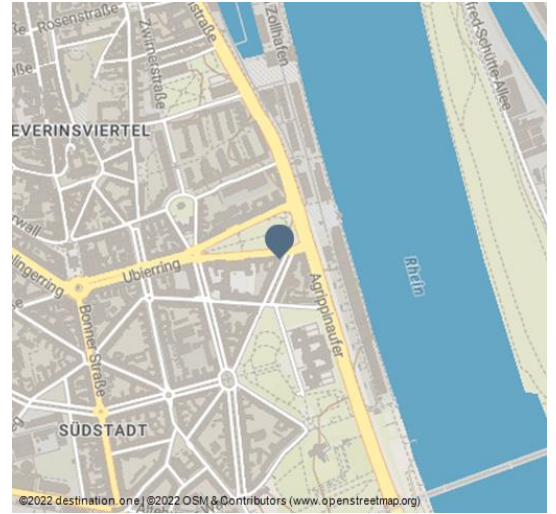 Rosenstraße
Zwirnerstraße
Zollhafen
fred-Schütte-Allee
EVERINSVIERTEL
Ubierring
Bonner Straße
Agrippinaufer
Rhein
SÜDSTADT
©2022 destination.one | ©2022 OSM & Contributors (www.openstreetmap.org)